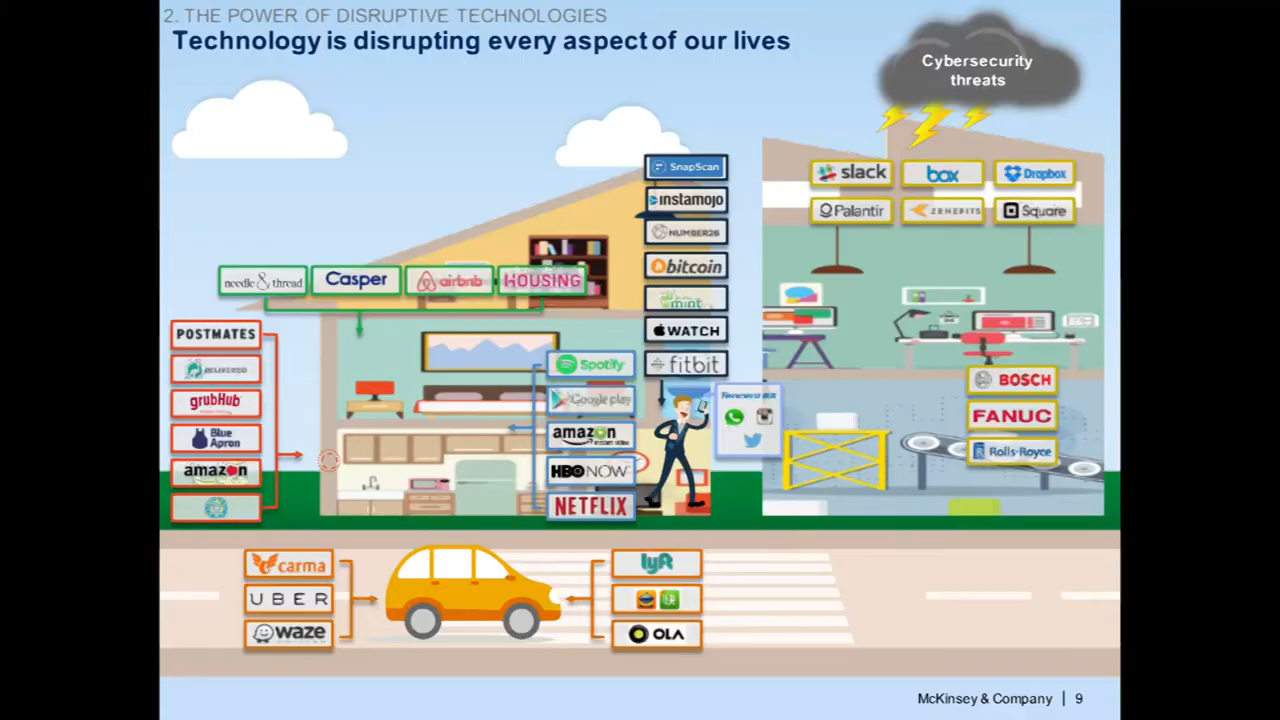 2. THE POWER OF DISRUPTIVE TECHNOLOGIES
Technology is disrupting every aspect of our lives
Cybersecurity
threats
SnapScan
instamojo
NUMBER26
bitcoin
mint
WATCH
fitbit
slack
box
Dropbox
Palantir
ZENEFITS
Square
needle & thread
Casper
airbnb
HOUSING
POSTMATES
grubHub
Blue
Apron
amazon
Spotify
Google play
amazon
instant video
HBO NOW
NETFLIX
BOSCH
FANUC
Rolls-Royce
carma
UBER
waze
lyft
OLA
McKinsey & Company | 9